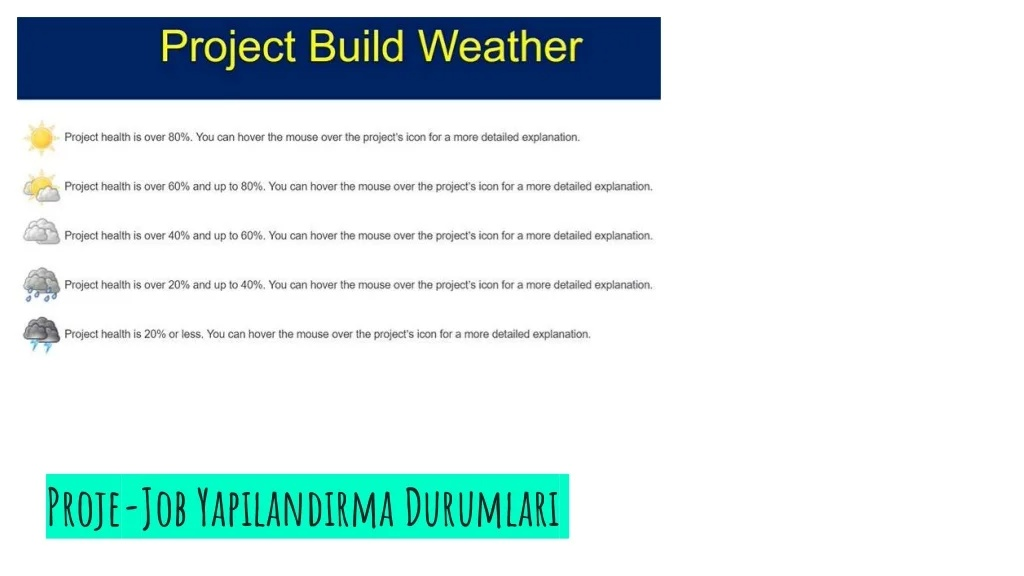 Project Build Weather
Project health is over 80%. You can hover the mouse over the project's icon for a more detailed explanation.
Project health is over 60% and up to 80%. You can hover the mouse over the project's icon for a more detailed explanation.
Project health is over 40% and up to 60%. You can hover the mouse over the project's icon for a more detailed explanation.
Project health is over 20% and up to 40%. You can hover the mouse over the project's icon for a more detailed explanation.
Project health is 20% or less. You can hover the mouse over the project's icon for a more detailed explanation.
Proje-Job Yapılandırma Durumları